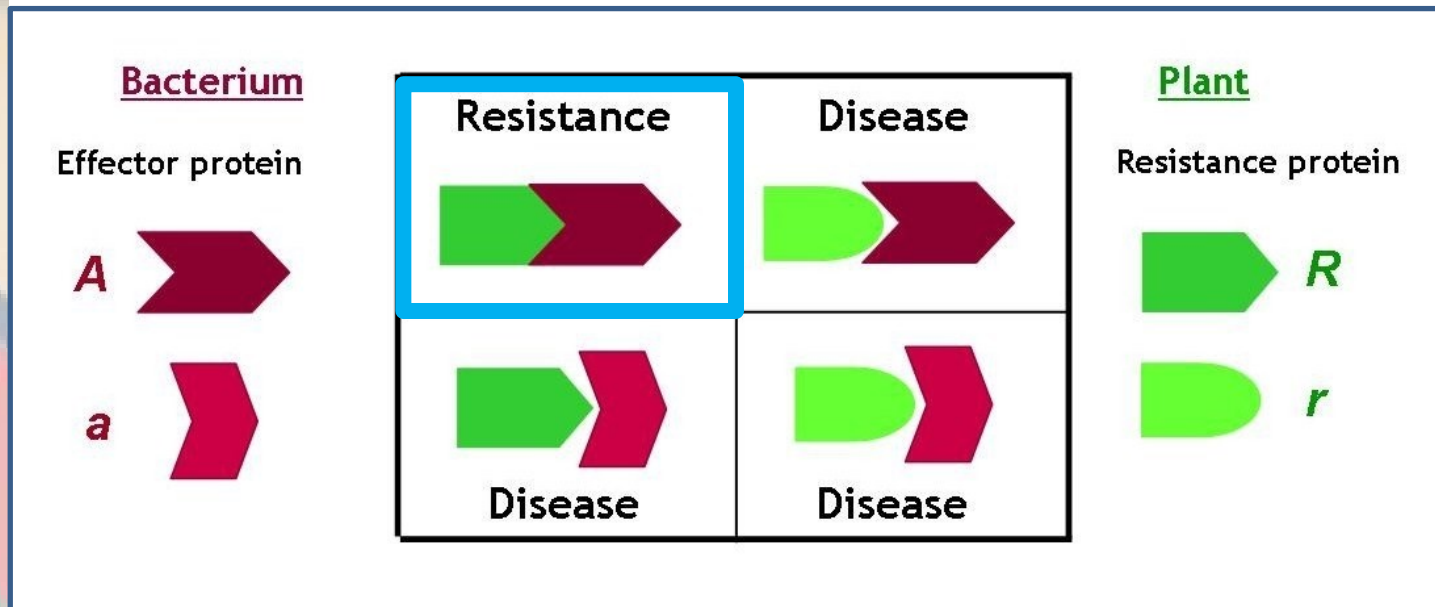 Bacterium
Effector protein
A
a
Resistance
Disease
Disease
Disease
Plant
Resistance protein
R
r